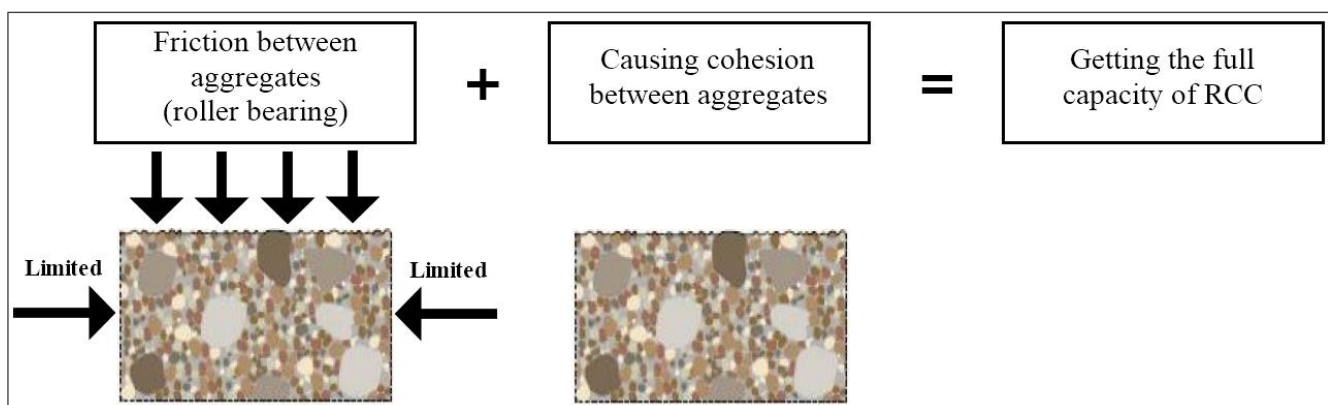 Friction between
aggregates
(roller bearing)
+
Causing cohesion
between aggregates
=
Getting the full
capacity of RCC
Limited
Limited